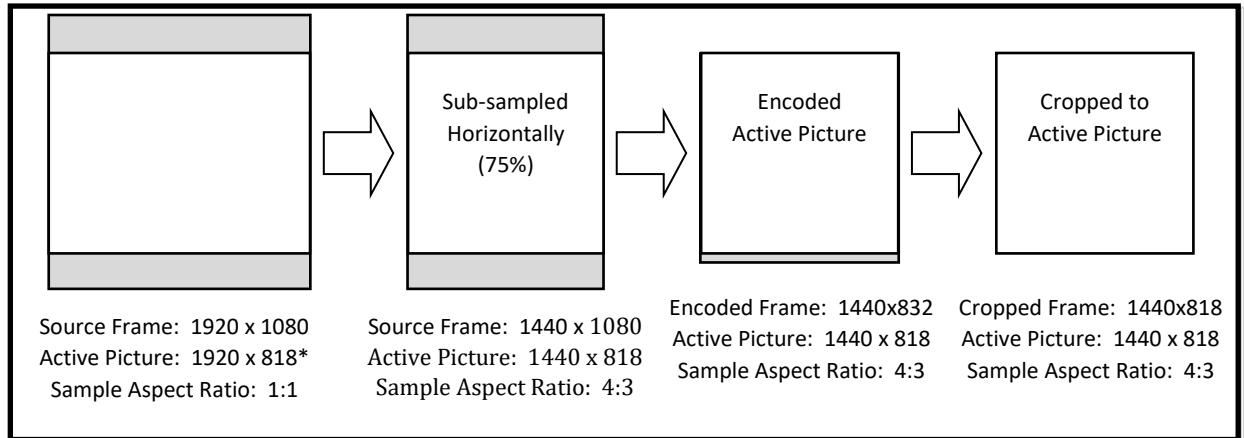 Sub-sampled
Horizontally
(75%)
Encoded
Active Picture
Cropped to
Active Picture
Source Frame: 1920 x 1080
Active Picture: 1920 x 818*
Sample Aspect Ratio: 1:1
Source Frame: 1440 x 1080
Active Picture: 1440 x 818
Sample Aspect Ratio: 4:3
Encoded Frame: 1440x832
Active Picture: 1440 x 818
Sample Aspect Ratio: 4:3
Cropped Frame: 1440x818
Active Picture: 1440 x 818
Sample Aspect Ratio: 4:3